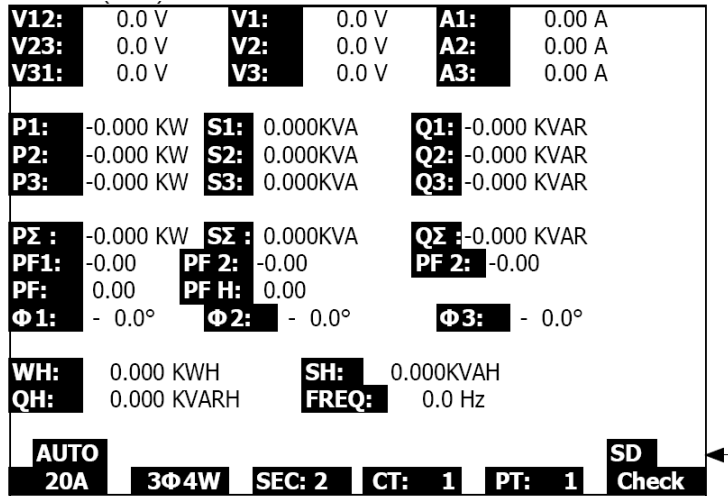 V12: 0.0 V V1: 0.0 V A1: 0.00 A
V23: 0.0 V V2: 0.0 V A2: 0.00 A
V31: 0.0 V V3: 0.0 V A3: 0.00 A
P1: -0.000 KW S1: 0.000KVA Q1: -0.000 KVAR
P2: -0.000 KW S2: 0.000KVA Q2: -0.000 KVAR
P3: -0.000 KW S3: 0.000KVA Q3: -0.000 KVAR
PΣ : -0.000 KW SΣ : 0.000KVA QΣ :-0.000 KVAR
PF1: -0.00 PF 2: -0.00 PF 2: -0.00
PF: 0.00 PF H: 0.00
Φ1: - 0.0° Φ2: - 0.0° Φ3: - 0.0°
WH: 0.000 KWH SH: 0.000KVAH
QH: 0.000 KVARH FREQ: 0.0 Hz
AUTO SD
20A 3Φ4W SEC: 2 CT: 1 PT: 1 Check